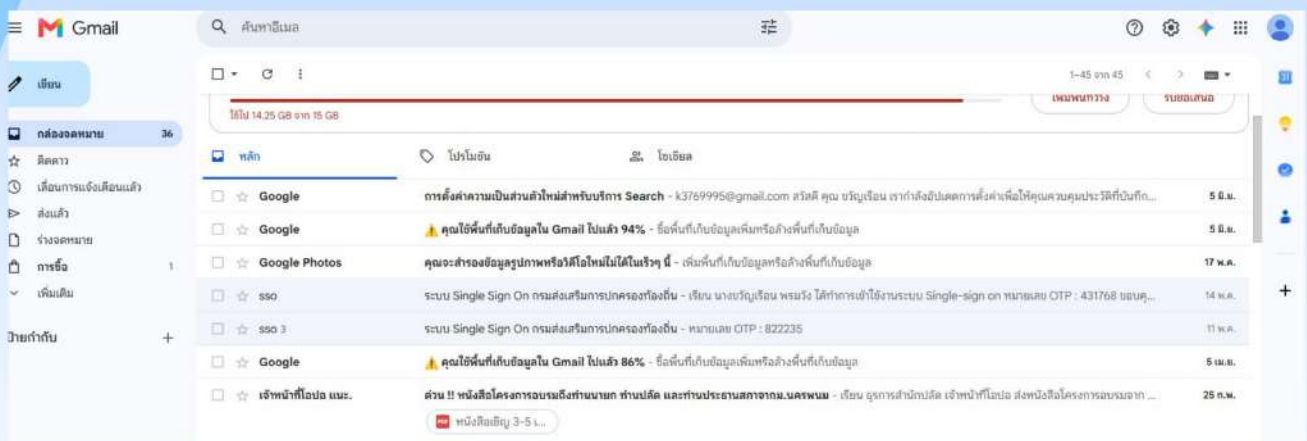 Gmail
ค้นหาอีเมล
เขียน
1–45 จาก 45
ใช้ไป 14.25 GB จาก 15 GB
เพิ่มพื้นที่ว่าง
รับข้อเสนอ
กล่องจดหมาย 36
ติดดาว
เลื่อนการแจ้งเตือนแล้ว
ส่งแล้ว
ร่างจดหมาย
การซื้อ 1
เพิ่มเติม
ป้ายกำกับ
หลัก
โปรโมชัน
โซเชียล
Google การตั้งค่าความเป็นส่วนตัวใหม่สำหรับบริการ Search - k3769995@gmail.com สวัสดี คุณ ขวัญเรือน เรากำลังอัปเดตการตั้งค่าเพื่อให้คุณควบคุมประวัติที่บันทึก... 5 มิ.ย.
Google ⚠️ คุณใช้พื้นที่เก็บข้อมูลใน Gmail ไปแล้ว 94% - ซื้อพื้นที่เก็บข้อมูลเพิ่มหรือล้างพื้นที่เก็บข้อมูล 5 มิ.ย.
Google Photos คุณจะสำรองข้อมูลรูปภาพหรือวิดีโอใหม่ไม่ได้ในเร็วๆ นี้ - เพิ่มพื้นที่เก็บข้อมูลหรือล้างพื้นที่เก็บข้อมูล 17 พ.ค.
sso ระบบ Single Sign On กรมส่งเสริมการปกครองท้องถิ่น - เรียน นางขวัญเรือน พรมวัง ได้ทำการเข้าใช้งานระบบ Single-sign on หมายเลข OTP : 431768 ขอบคุ... 14 พ.ค.
sso 3 ระบบ Single Sign On กรมส่งเสริมการปกครองท้องถิ่น - หมายเลข OTP : 822235 11 พ.ค.
Google ⚠️ คุณใช้พื้นที่เก็บข้อมูลใน Gmail ไปแล้ว 86% - ซื้อพื้นที่เก็บข้อมูลเพิ่มหรือล้างพื้นที่เก็บข้อมูล 5 เม.ย.
เจ้าหน้าที่โอปอ แนะ. ด่วน !! หนังสือโครงการอบรมถึงท่านนายก ท่านปลัด และท่านประธานสภาจากม.นครพนม - เรียน ธุรการสำนักปลัด เจ้าหน้าที่โอปอ ส่งหนังสือโครงการอบรมจาก ... 25 ก.พ.
PDF หนังสือเชิญ 3-5 เ...